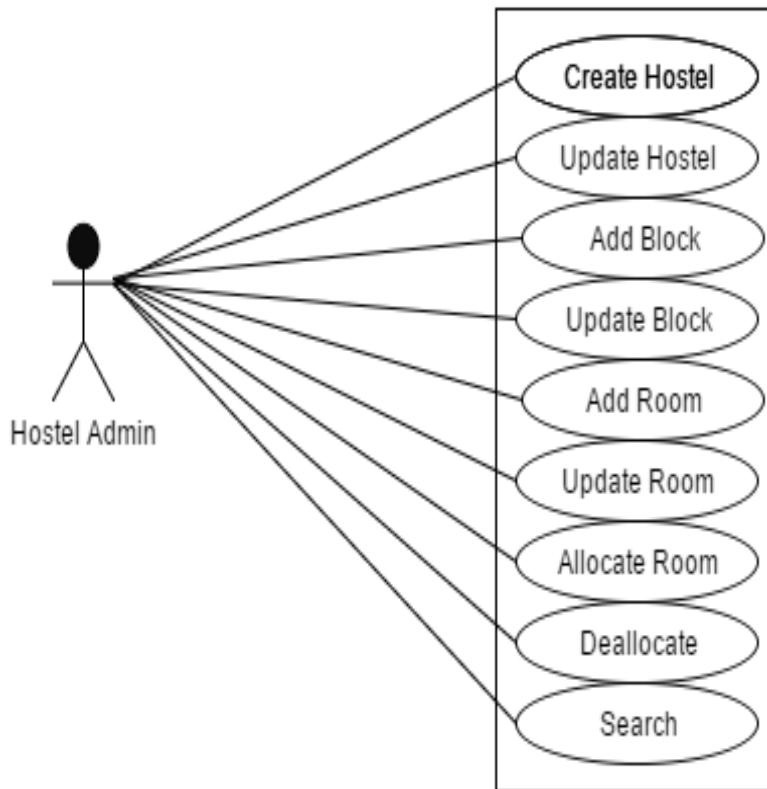 Create Hostel
Update Hostel
Add Block
Update Block
Add Room
Hostel Admin
Update Room
Allocate Room
Deallocate
Search